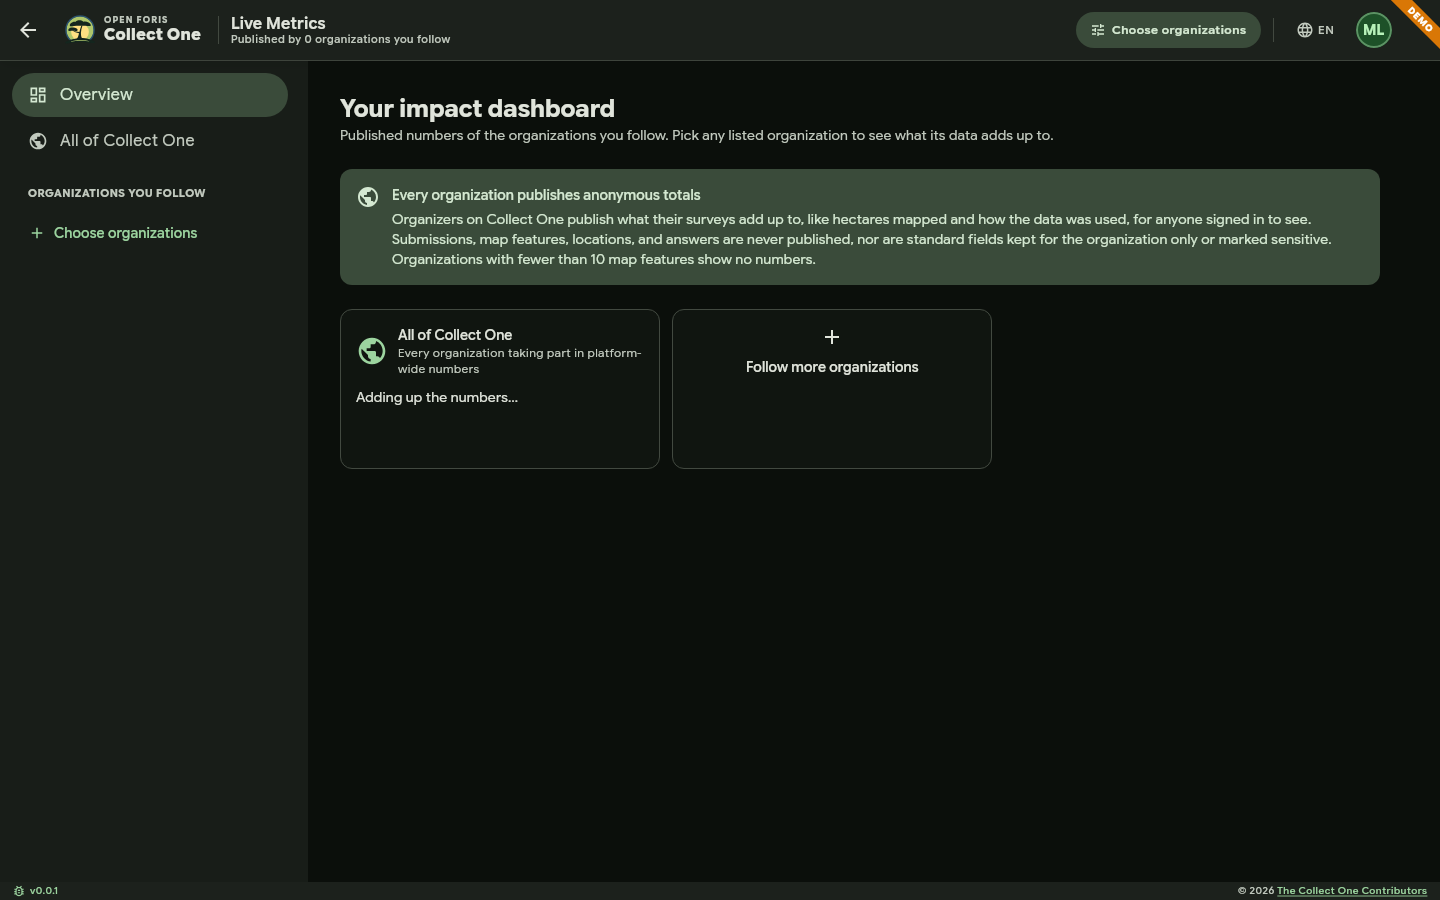 OPEN FORIS
Collect One
Live Metrics
Published by 0 organizations you follow
Choose organizations
EN
ML
DEMO
Overview
All of Collect One
ORGANIZATIONS YOU FOLLOW
Choose organizations
Your impact dashboard
Published numbers of the organizations you follow. Pick any listed organization to see what its data adds up to.
Every organization publishes anonymous totals
Organizers on Collect One publish what their surveys add up to, like hectares mapped and how the data was used, for anyone signed in to see.
Submissions, map features, locations, and answers are never published, nor are standard fields kept for the organization only or marked sensitive.
Organizations with fewer than 10 map features show no numbers.
All of Collect One
Every organization taking part in platform-
wide numbers
Adding up the numbers...
Follow more organizations
v0.0.1
© 2026 The Collect One Contributors